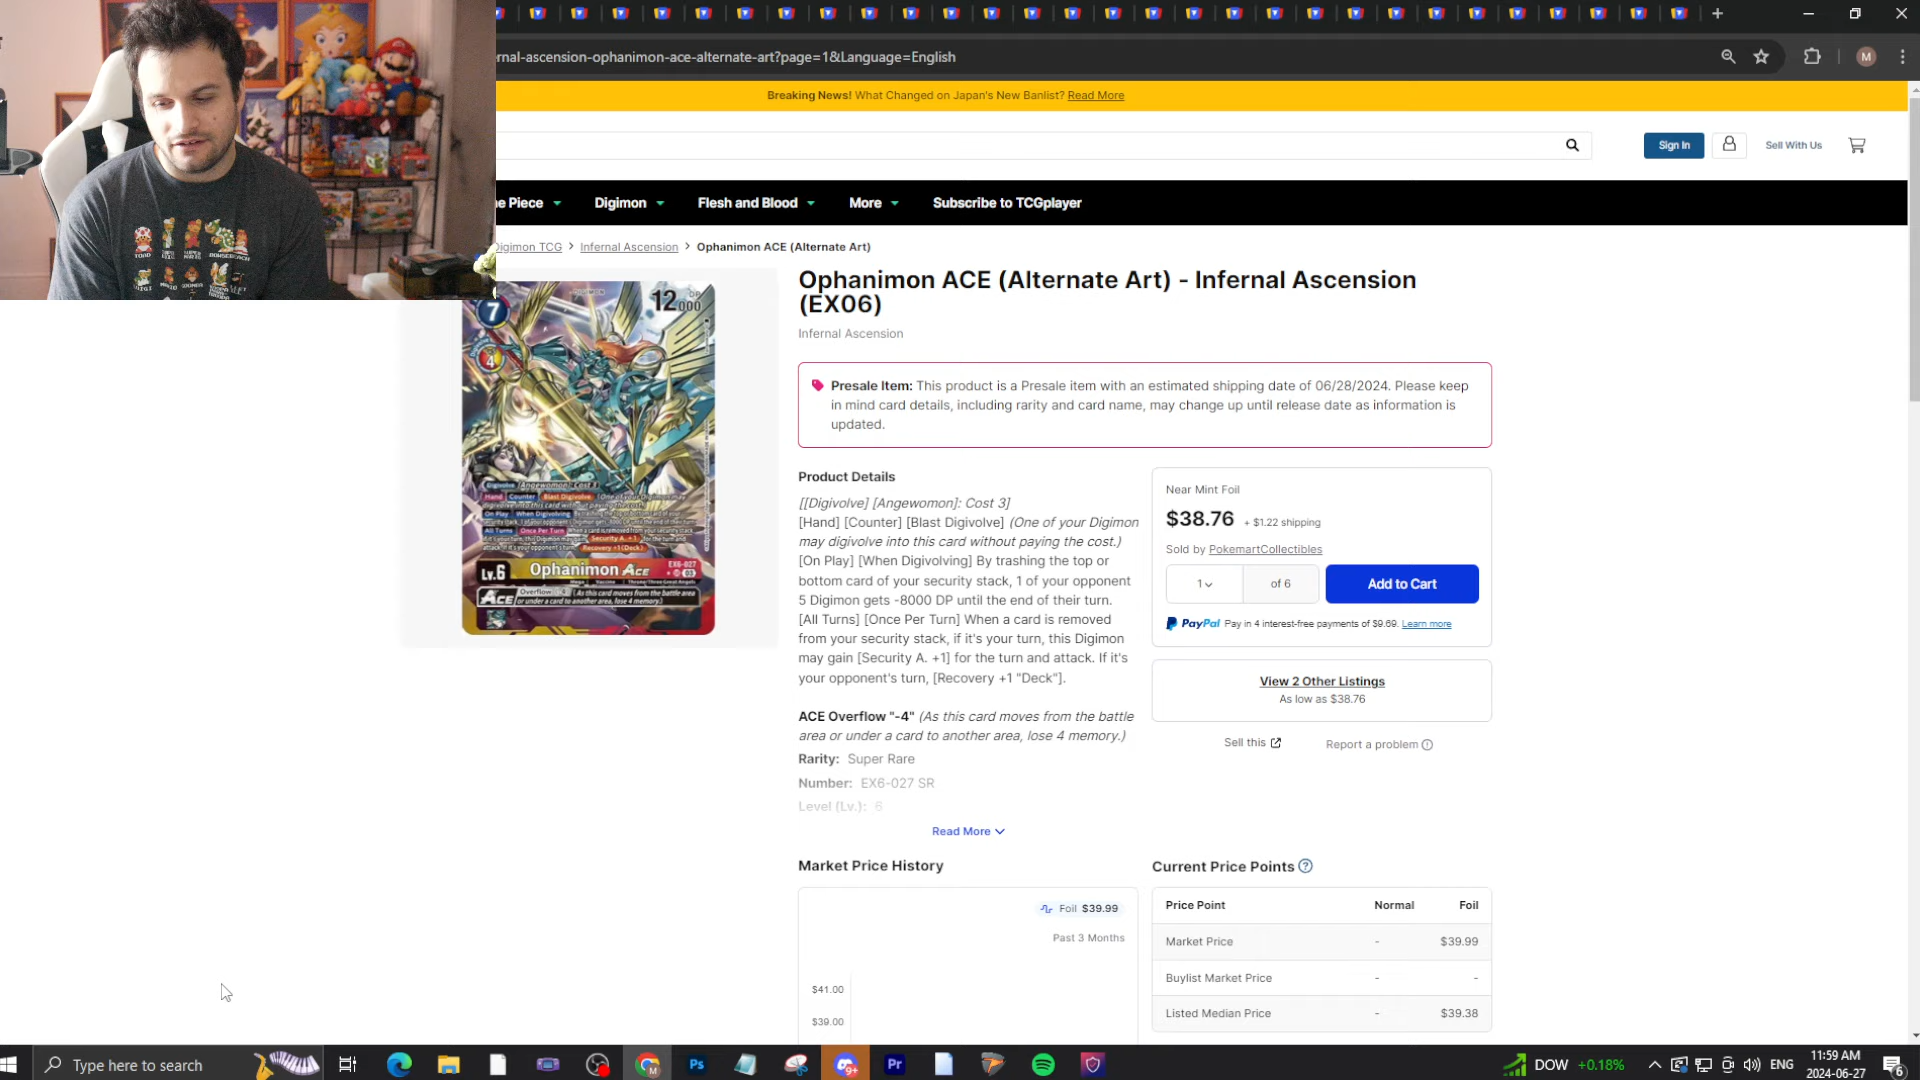 rnal-ascension-ophanimon-ace-alternate-art?page=1&Language=English
M
Breaking News! What Changed on Japan's New Banlist? Read More
Sign In
Sell With Us
e Piece
Digimon
Flesh and Blood
More
Subscribe to TCGplayer
Digimon TCG > Infernal Ascension > Ophanimon ACE (Alternate Art)
Ophanimon ACE (Alternate Art) - Infernal Ascension
(EX06)
Infernal Ascension
Presale Item: This product is a Presale item with an estimated shipping date of 06/28/2024. Please keep
in mind card details, including rarity and card name, may change up until release date as information is
updated.
7
12000
DP
4
Lv.6
Ophanimon ACE
EX6-027
ACE
Product Details
[[Digivolve] [Angewomon]: Cost 3]
[Hand] [Counter] [Blast Digivolve] (One of your Digimon
may digivolve into this card without paying the cost.)
[On Play] [When Digivolving] By trashing the top or
bottom card of your security stack, 1 of your opponent
5 Digimon gets -8000 DP until the end of their turn.
[All Turns] [Once Per Turn] When a card is removed
from your security stack, if it's your turn, this Digimon
may gain [Security A. +1] for the turn and attack. If it's
your opponent's turn, [Recovery +1 "Deck"].
ACE Overflow "-4" (As this card moves from the battle
area or under a card to another area, lose 4 memory.)
Rarity: Super Rare
Number: EX6-027 SR
Level (Lv.): 6
Read More
Near Mint Foil
$38.76 + $1.22 shipping
Sold by PokemartCollectibles
1
of 6
Add to Cart
PayPal Pay in 4 interest-free payments of $9.69. Learn more
View 2 Other Listings
As low as $38.76
Sell this
Report a problem
Market Price History
Foil $39.99
Past 3 Months
$41.00
$39.00
Current Price Points
Price Point Normal Foil
Market Price - $39.99
Buylist Market Price - -
Listed Median Price - $39.38
TOAD
Type here to search
Ps
9+
Pr
DOW +0.18%
ENG
11:59 AM
2024-06-27
6